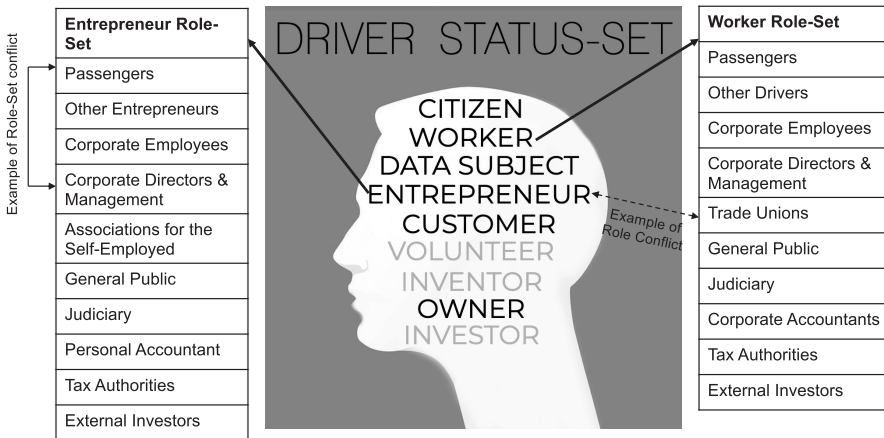 Example of Role-Set conflict
Entrepreneur Role-
Set
Passengers
Other Entrepreneurs
Corporate Employees
Corporate Directors &
Management
Associations for the
Self-Employed
General Public
Judiciary
Personal Accountant
Tax Authorities
External Investors
DRIVER STATUS-SET
CITIZEN
WORKER
DATA SUBJECT
ENTREPRENEUR
CUSTOMER
VOLUNTEER
INVENTOR
OWNER
INVESTOR
Example of
Role Conflict
Worker Role-Set
Passengers
Other Drivers
Corporate Employees
Corporate Directors &
Management
Trade Unions
General Public
Judiciary
Corporate Accountants
Tax Authorities
External Investors